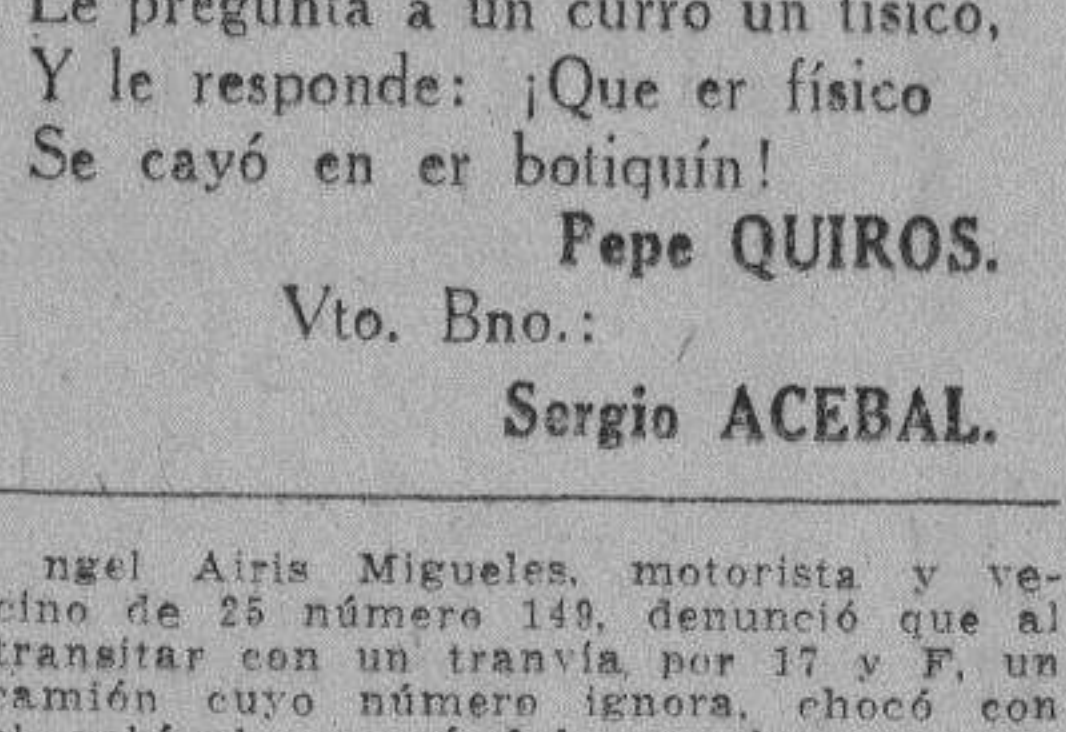 Le pregunta a un curro un tísico,
Y le responde: ¡Que er físico
Se cayó en er botiquín!
Pepe QUIROS.
Vto. Bno.:
Sergio ACEBAL.
ngel Airis Migueles, motorista y ve-
cino de 25 número 149, denunció que al
transitar con un tranvía por 17 y F, un
camión cuyo número ignora, chocó con